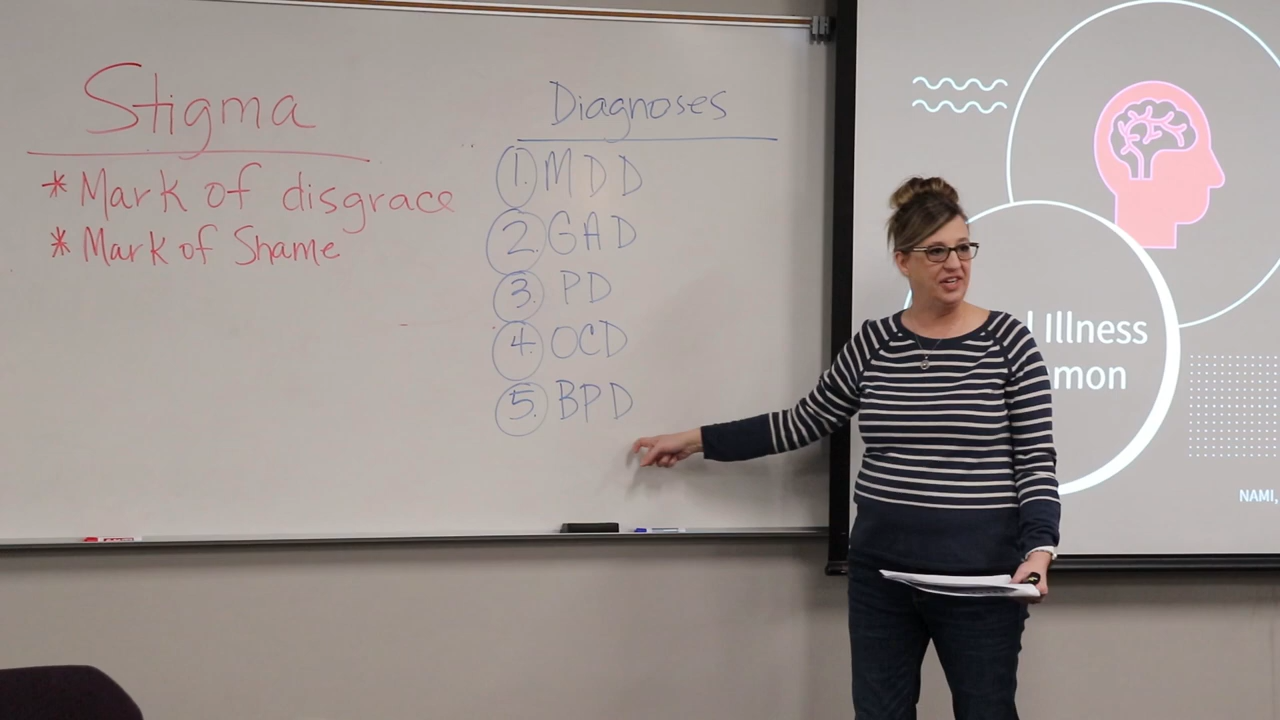 Stigma
* Mark of disgrace
* Mark of Shame
Diagnoses
1. MDD
2. GAD
3. PD
4. OCD
5. BPD
Illness
mon
NAMI,